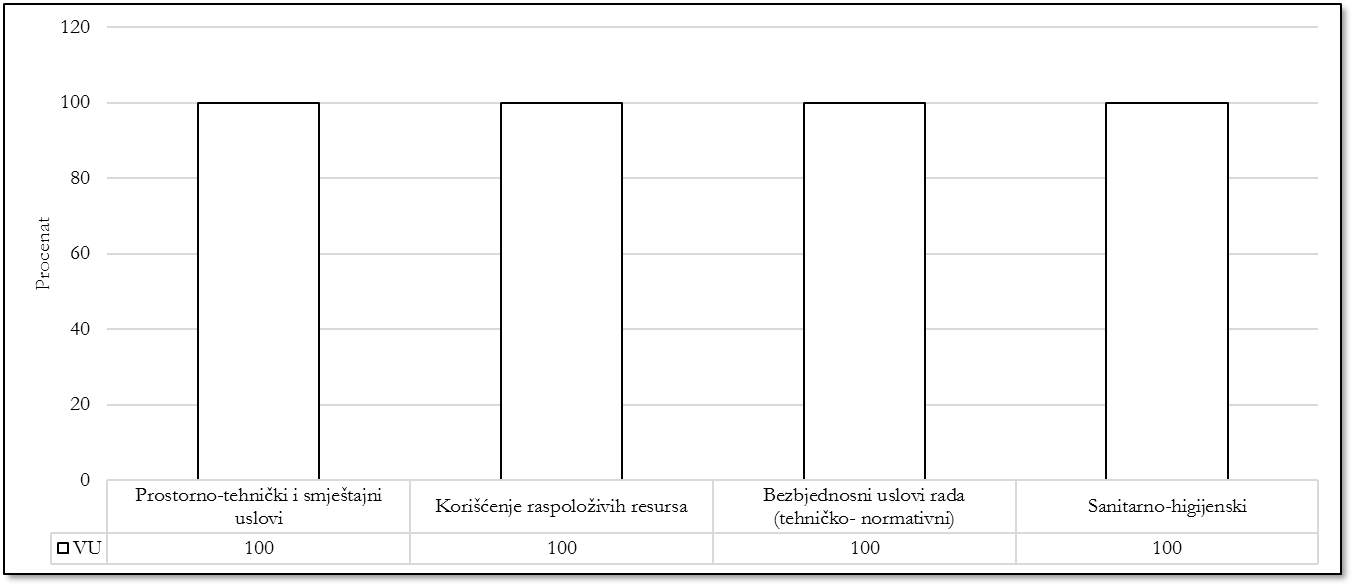 120
100
80
60
40
20
0
Procenat
Prostorno-tehnički i smještajni
uslovi
Korišćenje raspoloživih resursa
Bezbjednosni uslovi rada
(tehničko- normativni)
Sanitarno-higijenski
VU 100 100 100 100